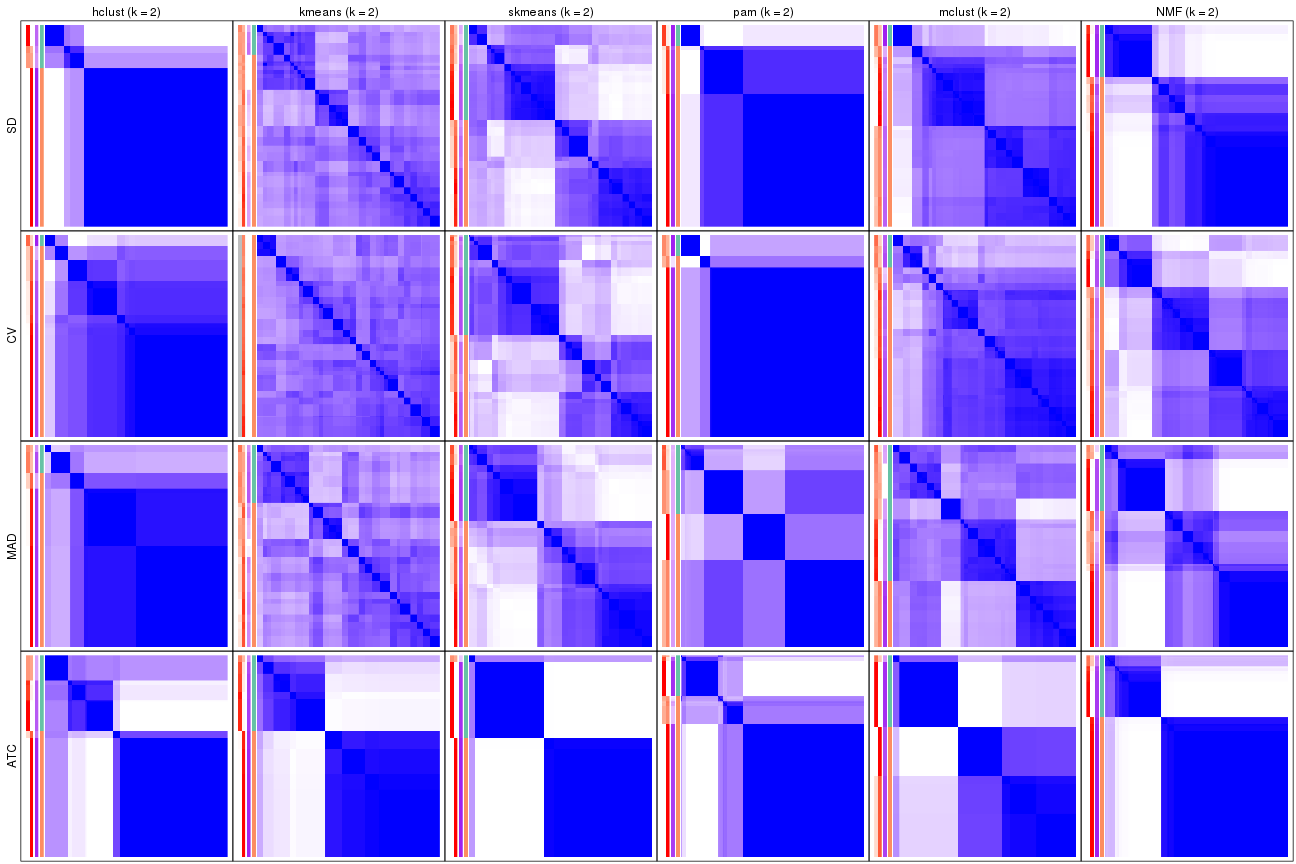 hclust (k = 2) kmeans (k = 2) skmeans (k = 2) pam (k = 2) mclust (k = 2) NMF (k = 2)
SD
CV
MAD
ATC